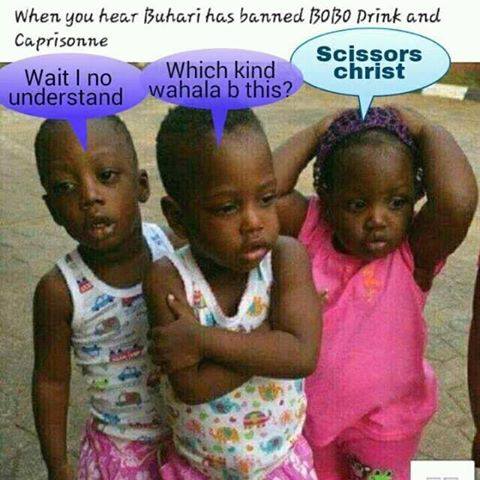 When you hear Buhari has banned BOBO Drink and
Caprisonne
Wait I no
understand
Which kind
wahala b this?
Scissors
christ